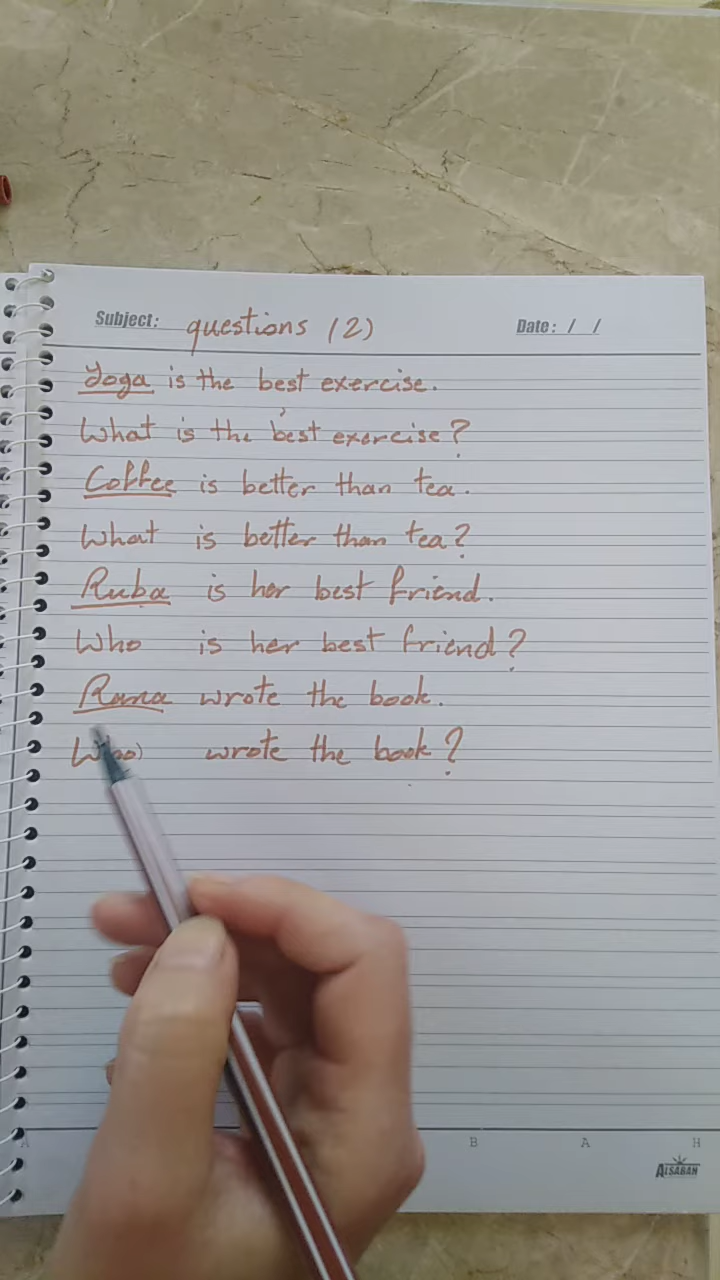 Subject: questions (2) Date: / /
Yoga is the best exercise.
What is the best exercise?
Coffee is better than tea.
What is better than tea?
Ruba is her best friend.
Who is her best friend?
Rana wrote the book.
Who wrote the book?
B A H
ALSABAH